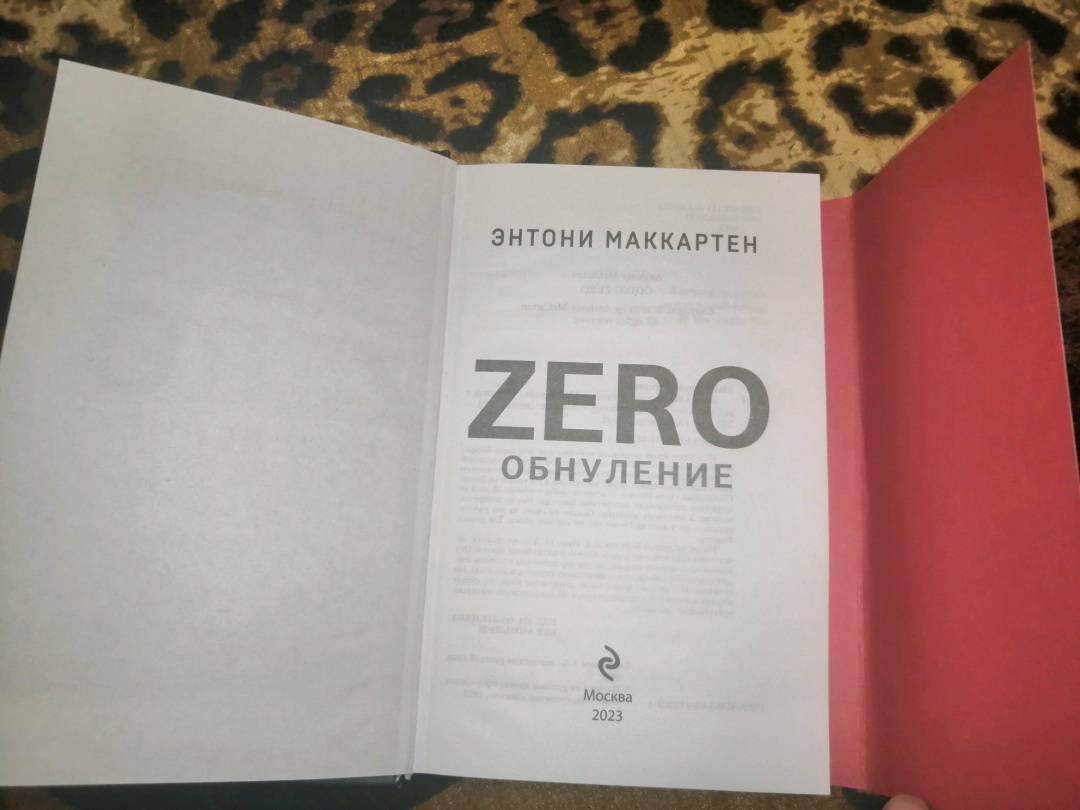 ЭНТОНИ МАККАРТЕН
ZERO
ОБНУЛЕНИЕ
Москва
2023